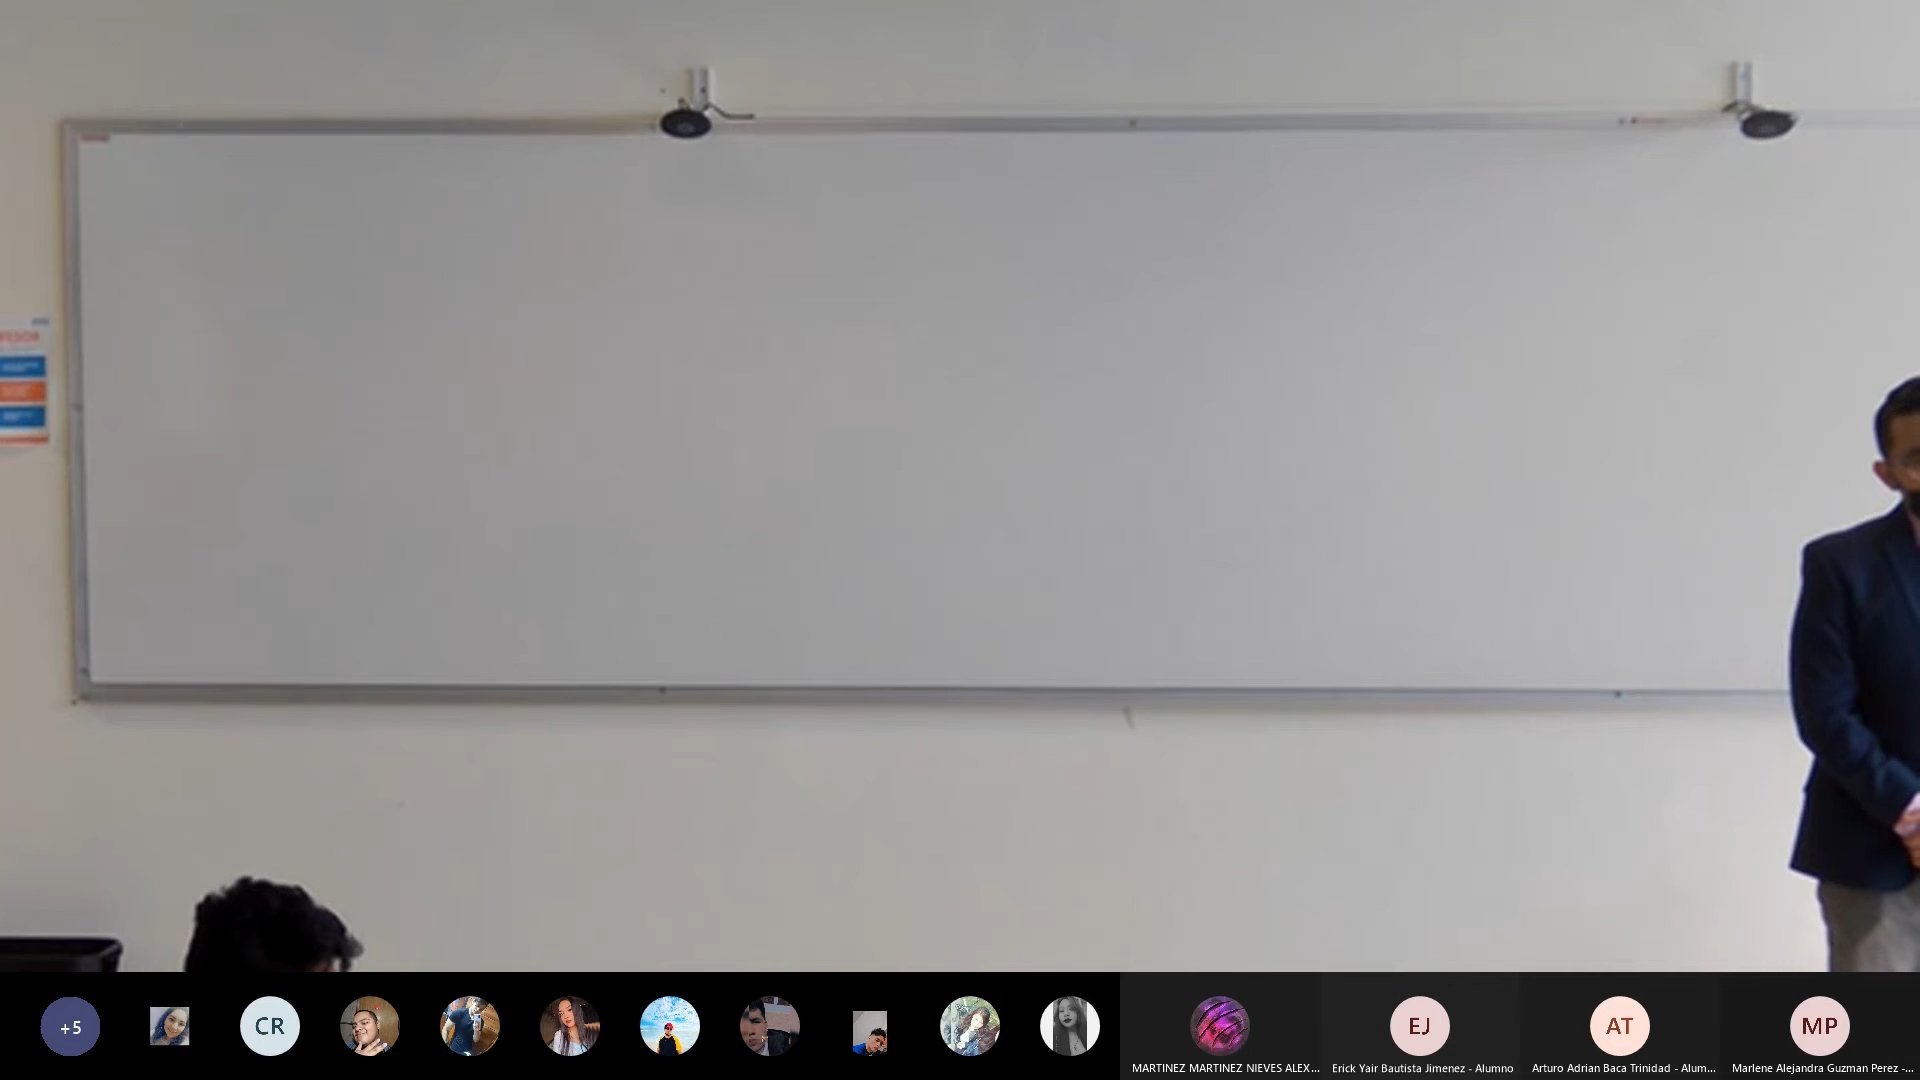 +5
CR
MARTINEZ MARTINEZ NIEVES ALEX...
EJ
Erick Yair Bautista Jimenez - Alumno
AT
Arturo Adrian Baca Trinidad - Alum...
MP
Marlene Alejandra Guzman Perez -...